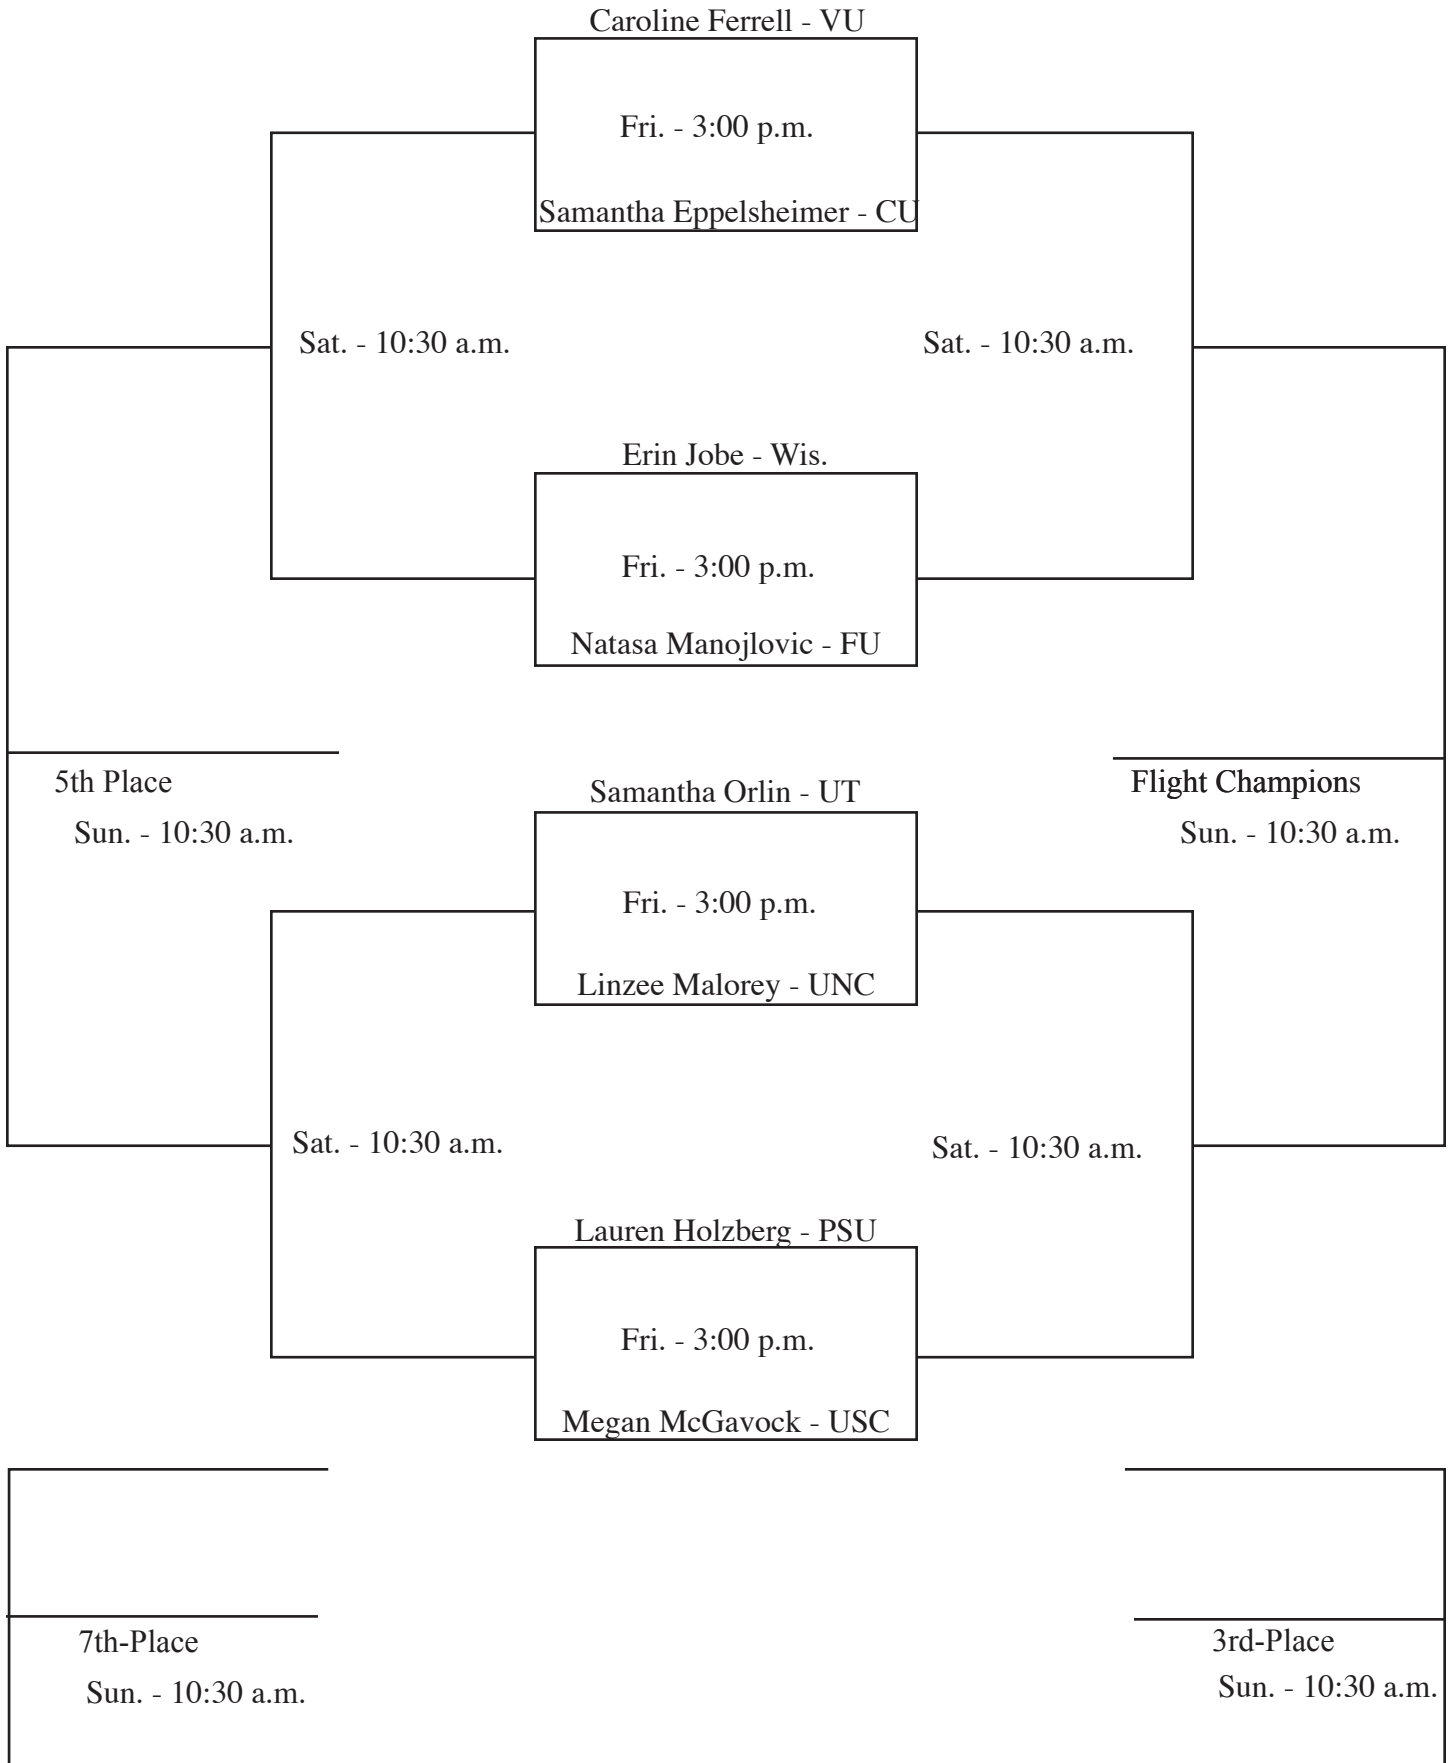 Caroline Ferrell - VU
Fri. - 3:00 p.m.
Samantha Eppelsheimer - CU
Sat. - 10:30 a.m.
Sat. - 10:30 a.m.
Erin Jobe - Wis.
Fri. - 3:00 p.m.
Natasa Manojlovic - FU
5th Place
Sun. - 10:30 a.m.
Flight Champions
Sun. - 10:30 a.m.
Samantha Orlin - UT
Fri. - 3:00 p.m.
Linzee Malorey - UNC
Sat. - 10:30 a.m.
Sat. - 10:30 a.m.
Lauren Holzberg - PSU
Fri. - 3:00 p.m.
Megan McGavock - USC
7th-Place
Sun. - 10:30 a.m.
3rd-Place
Sun. - 10:30 a.m.